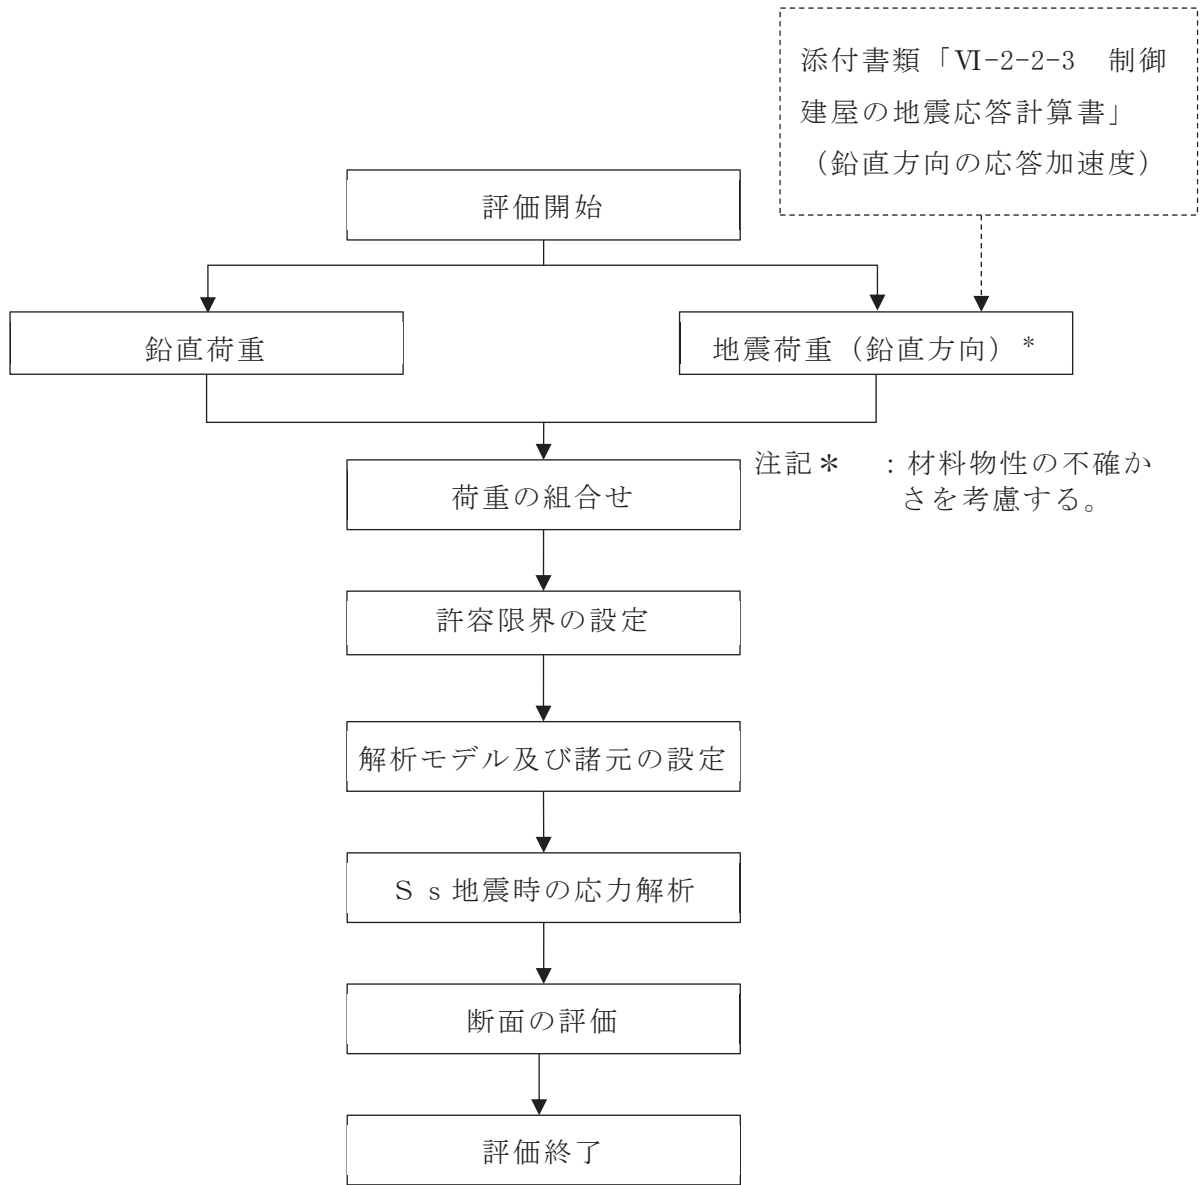 添付書類「Ⅵ-2-2-3　制御
建屋の地震応答計算書」
（鉛直方向の応答加速度）
評価開始
鉛直荷重
地震荷重（鉛直方向）*
注記＊　：材料物性の不確か
さを考慮する。
荷重の組合せ
許容限界の設定
解析モデル及び諸元の設定
Ｓｓ地震時の応力解析
断面の評価
評価終了